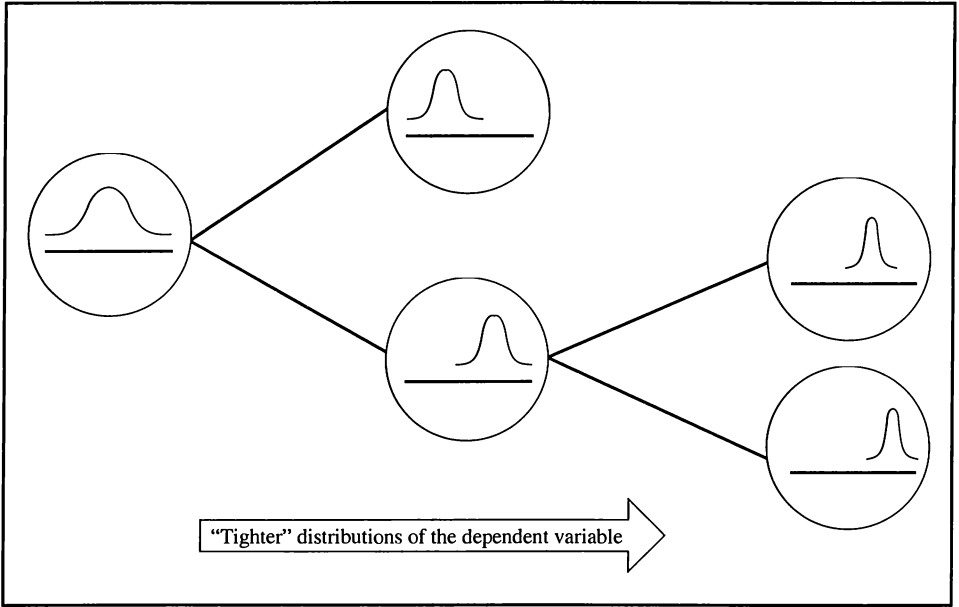 “Tighter” distributions of the dependent variable